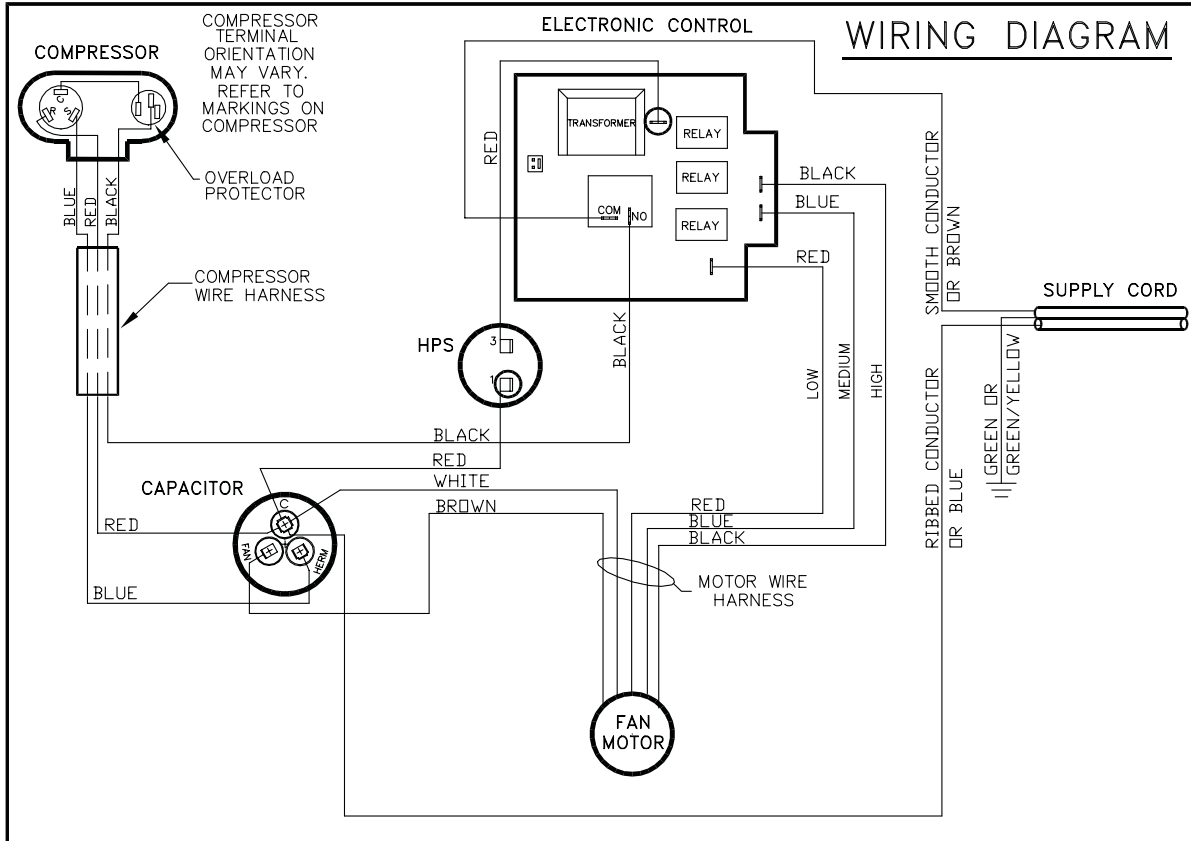 WIRING DIAGRAM
ELECTRONIC CONTROL
COMPRESSOR
TERMINAL
ORIENTATION
MAY VARY.
REFER TO
MARKINGS ON
COMPRESSOR
COMPRESSOR
C
R
S
OVERLOAD
PROTECTOR
BLUE
RED
BLACK
COMPRESSOR
WIRE HARNESS
RED
TRANSFORMER
RELAY
RELAY
RELAY
COM
NO
BLACK
BLUE
RED
BLACK
LOW
MEDIUM
HIGH
SMOOTH CONDUCTOR
OR BROWN
SUPPLY CORD
GREEN OR
GREEN/YELLOW
RIBBED CONDUCTOR
OR BLUE
HPS
3
1
BLACK
RED
WHITE
BROWN
CAPACITOR
C
FAN
HERM
RED
BLUE
RED
BLUE
BLACK
MOTOR WIRE
HARNESS
FAN
MOTOR